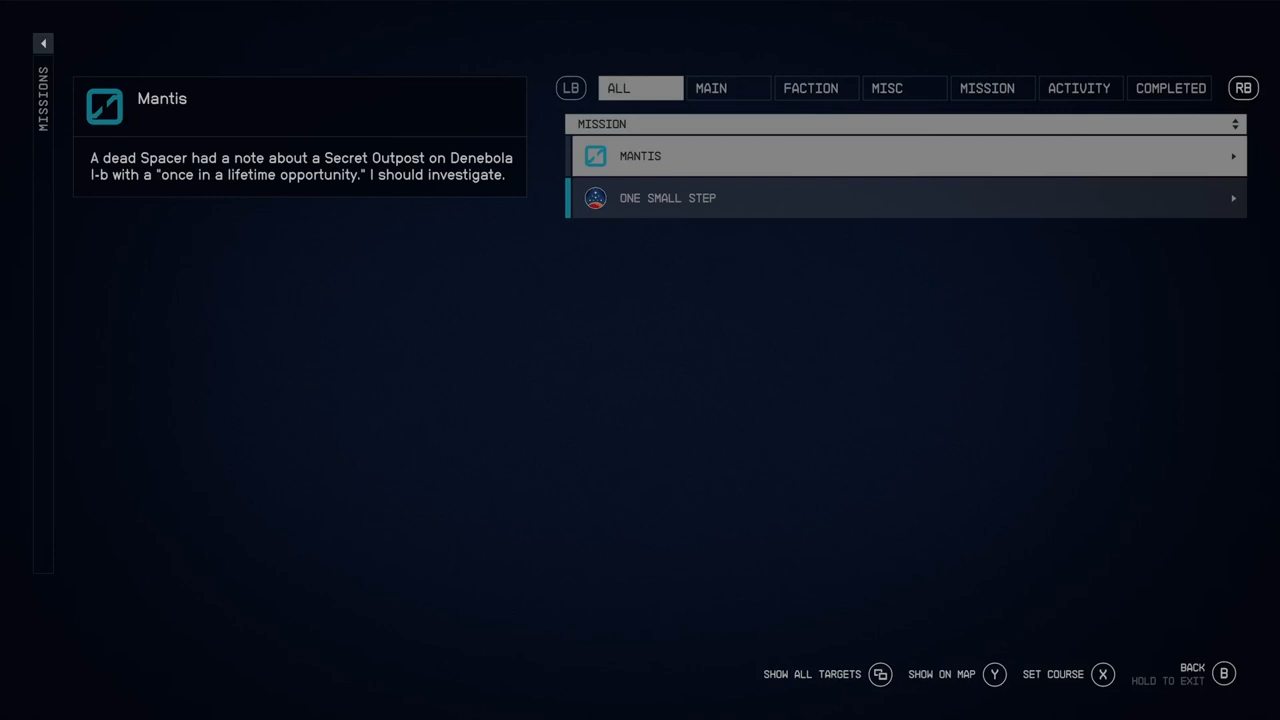 MISSIONS
Mantis
A dead Spacer had a note about a Secret Outpost on Denebola
I-b with a "once in a lifetime opportunity." I should investigate.
LB ALL MAIN FACTION MISC MISSION ACTIVITY COMPLETED RB
MISSION
MANTIS
ONE SMALL STEP
SHOW ALL TARGETS SHOW ON MAP Y SET COURSE X BACK B
HOLD TO EXIT